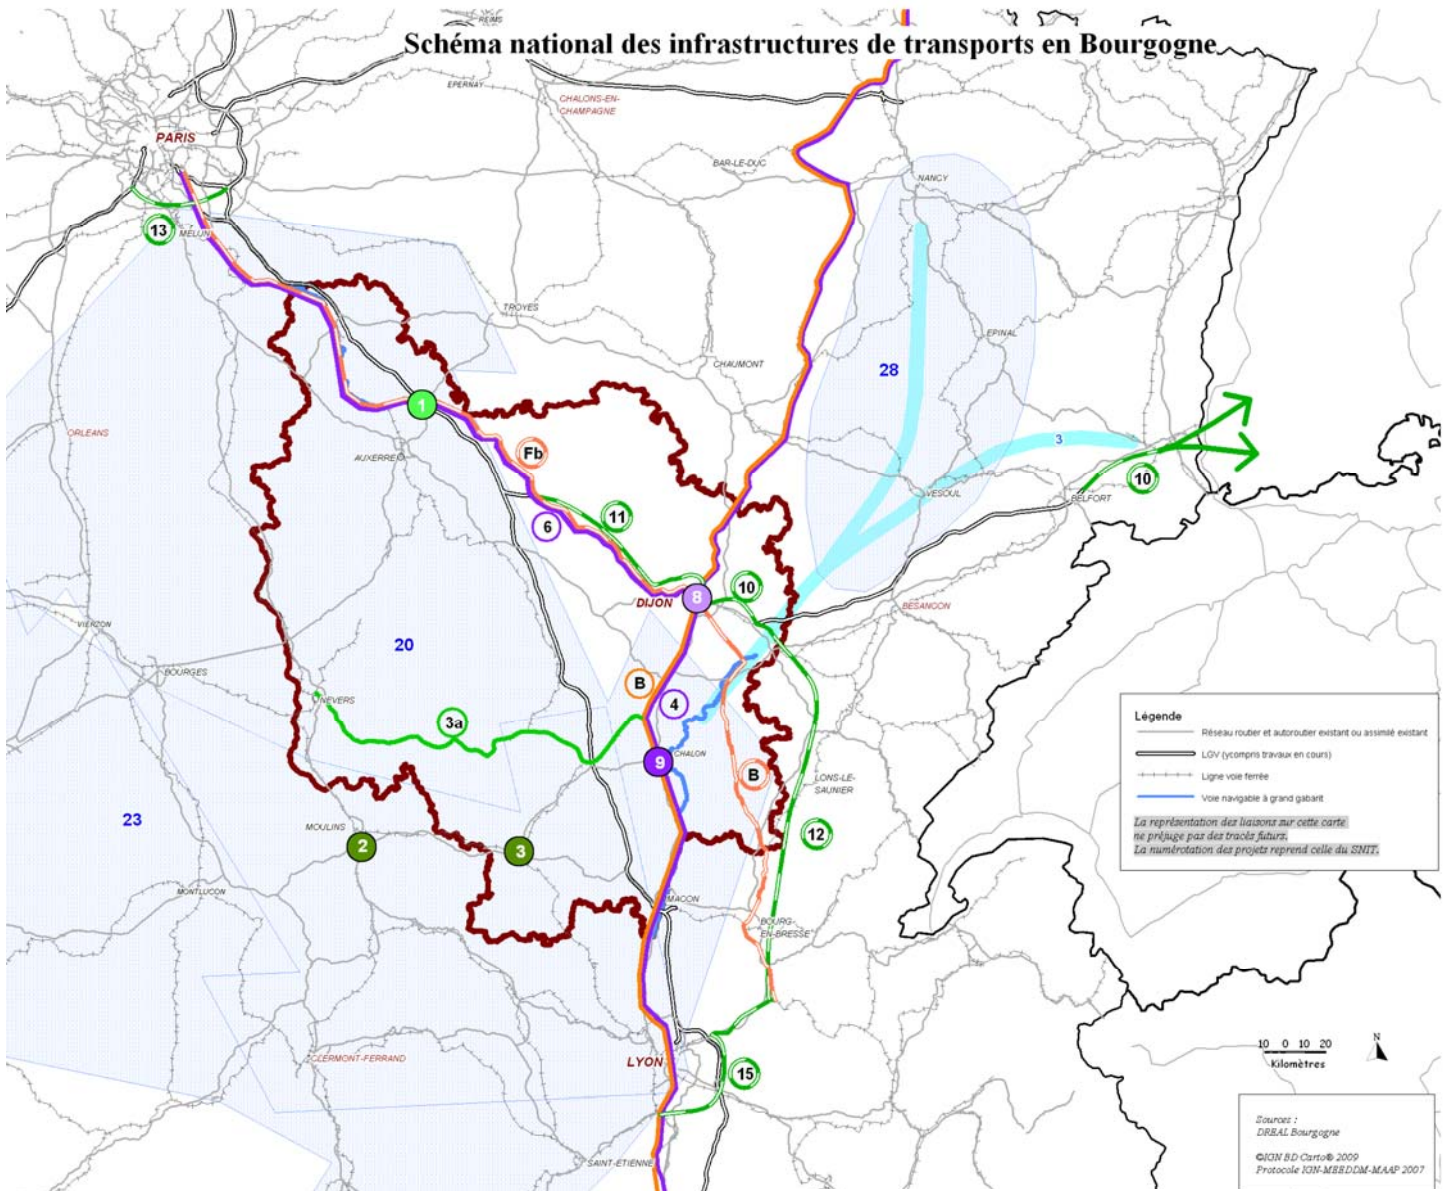 REIMS
Schéma national des infrastructures de transports en Bourgogne
EPERNAY
CHALONS-EN-
CHAMPAGNE
PARIS
BAR-LE-DUC
NANCY
13
MELUN
TROYES
EPINAL
CHAUMONT
28
1
ORLEANS
3
AUXERRE
Fb
10
VESOUL
BELFORT
11
6
10
DIJON
8
BESANCON
VIERZON
20
BOURGES
B
NEVERS
4
3a
CHALON
9
B
LONS-LE-
SAUNIER
23
MOULINS
2
3
12
MONTLUCON
MACON
BOURG-
EN-BRESSE
CLERMONT-FERRAND
LYON
15
SAINT-ETIENNE
Légende
Réseau routier et autoroutier existant ou assimilé existant
LGV (ycompris travaux en cours)
Ligne voie ferrée
Voie navigable à grand gabarit
La représentation des liaisons sur cette carte
ne préjuge pas des tracés futurs.
La numérotation des projets reprend celle du SNIT.
10 0 10 20
Kilomètres
N
Sources :
DREAL Bourgogne
©IGN BD Carto® 2009
Protocole IGN-MEEDDM-MAAP 2007